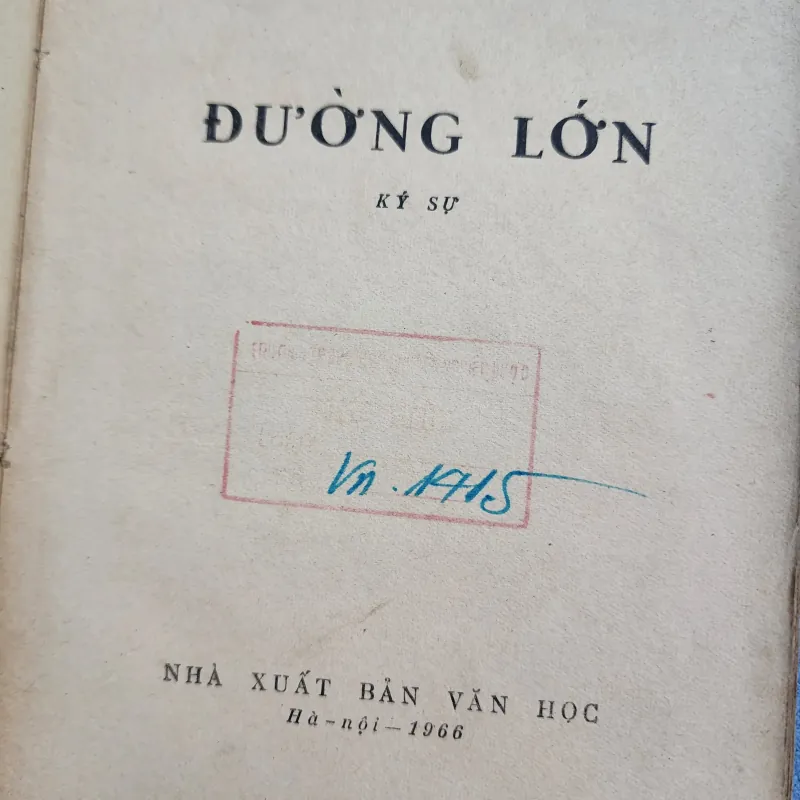 ĐƯỜNG LỚN
KÝ SỰ
Vn. 1415
NHÀ XUẤT BẢN VĂN HỌC
Hà-nội-1966